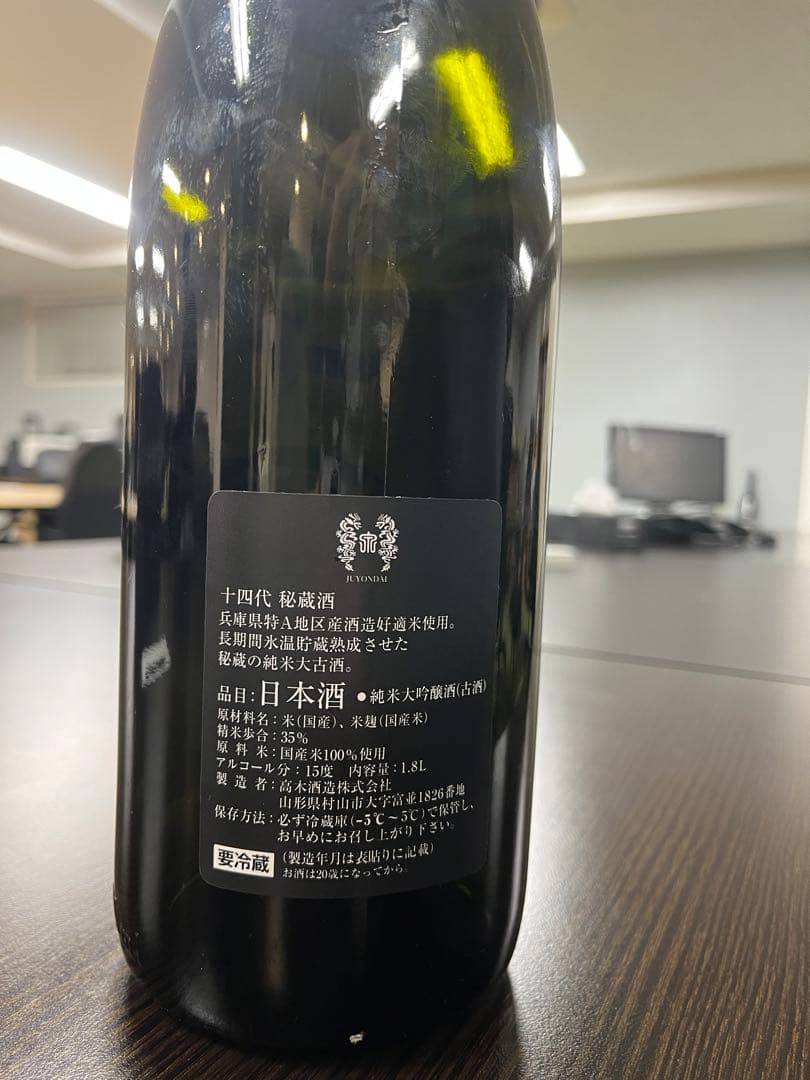 JUYONDAI
十四代 秘蔵酒
兵庫県特A地区産酒造好適米使用。
長期間氷温貯蔵熟成させた
秘蔵の純米大古酒。
品目:日本酒 ●純米大吟醸酒(古酒)
原材料名:米(国産)、米麹(国産米)
精米歩合:35%
原料米:国産米100%使用
アルコール分:15度 内容量:1.8L
製造者:高木酒造株式会社
山形県村山市大字富並1826番地
保存方法:必ず冷蔵庫(-5℃~5℃)で保管し、
お早めにお召し上がり下さい。
要冷蔵 (製造年月は表貼りに記載)
お酒は20歳になってから。